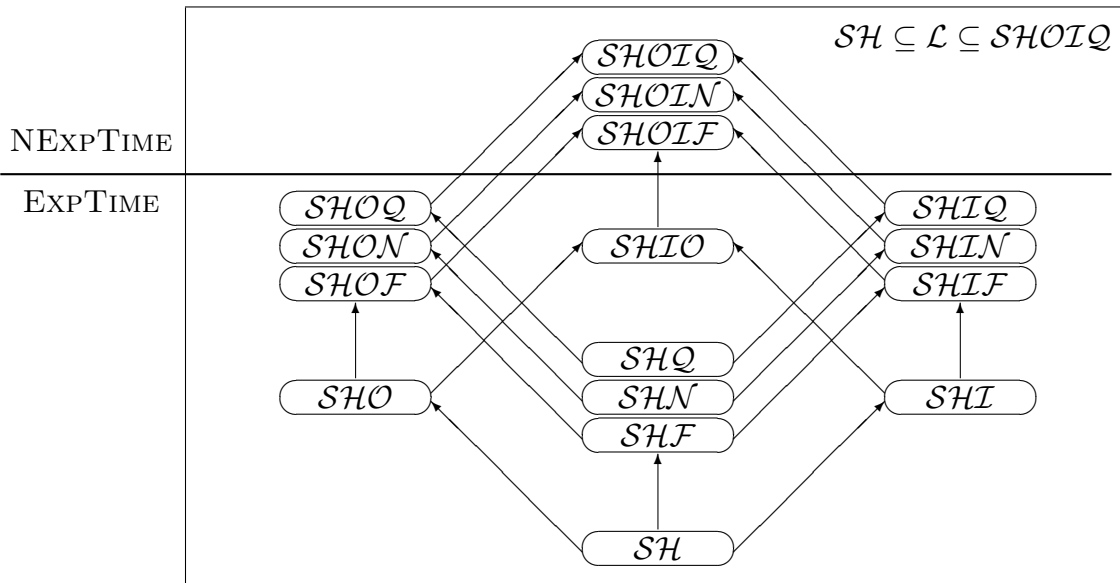 𝒮ℋ ⊆ ℒ ⊆ 𝒮ℋ𝒪ℐ𝒬
𝒮ℋ𝒪ℐ𝒬
𝒮ℋ𝒪ℐ𝒩
𝒮ℋ𝒪ℐℱ
NEXPTIME
EXPTIME
𝒮ℋ𝒪𝒬
𝒮ℋℐ𝒬
𝒮ℋ𝒪𝒩
𝒮ℋℐ𝒪
𝒮ℋℐ𝒩
𝒮ℋ𝒪ℱ
𝒮ℋℐℱ
𝒮ℋ𝒬
𝒮ℋ𝒪
𝒮ℋ𝒩
𝒮ℋℐ
𝒮ℋℱ
𝒮ℋ